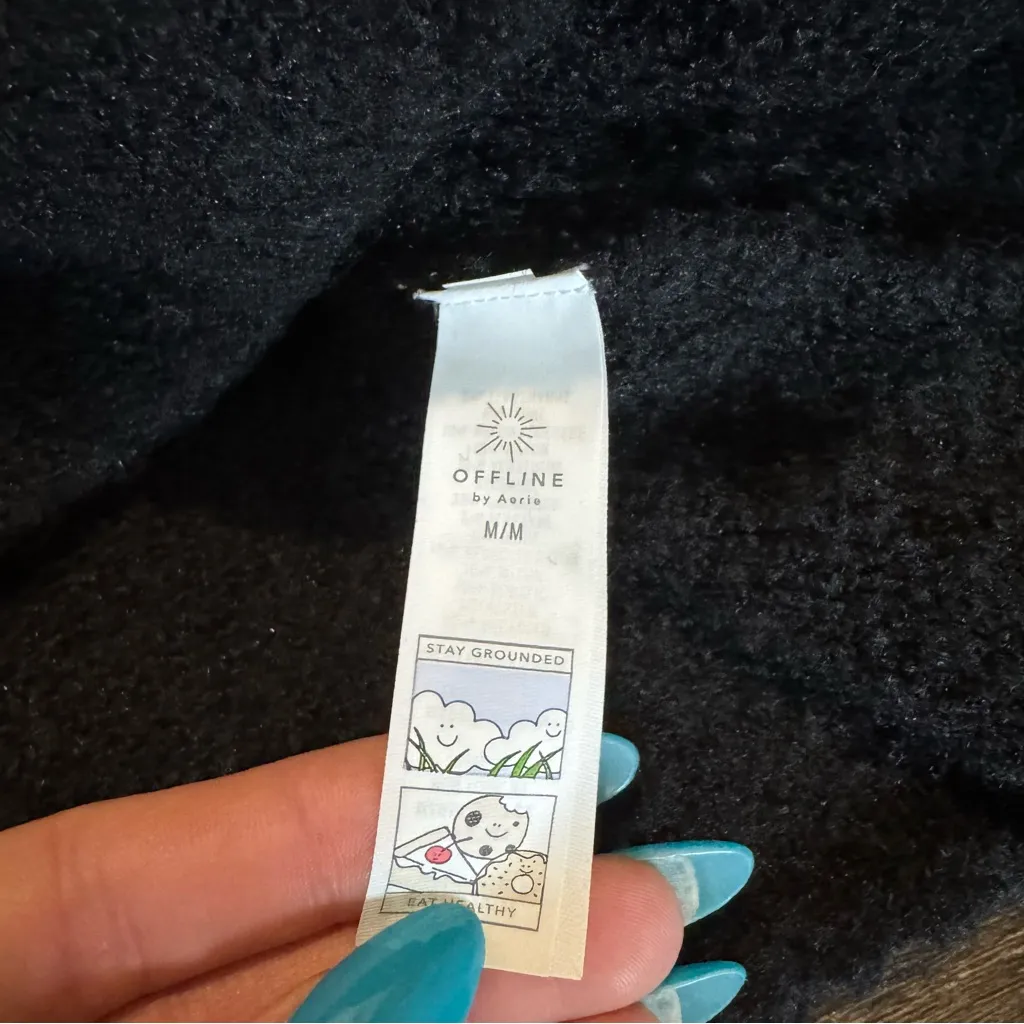 OFFLINE
by Aerie
M/M
STAY GROUNDED
EAT HEALTHY